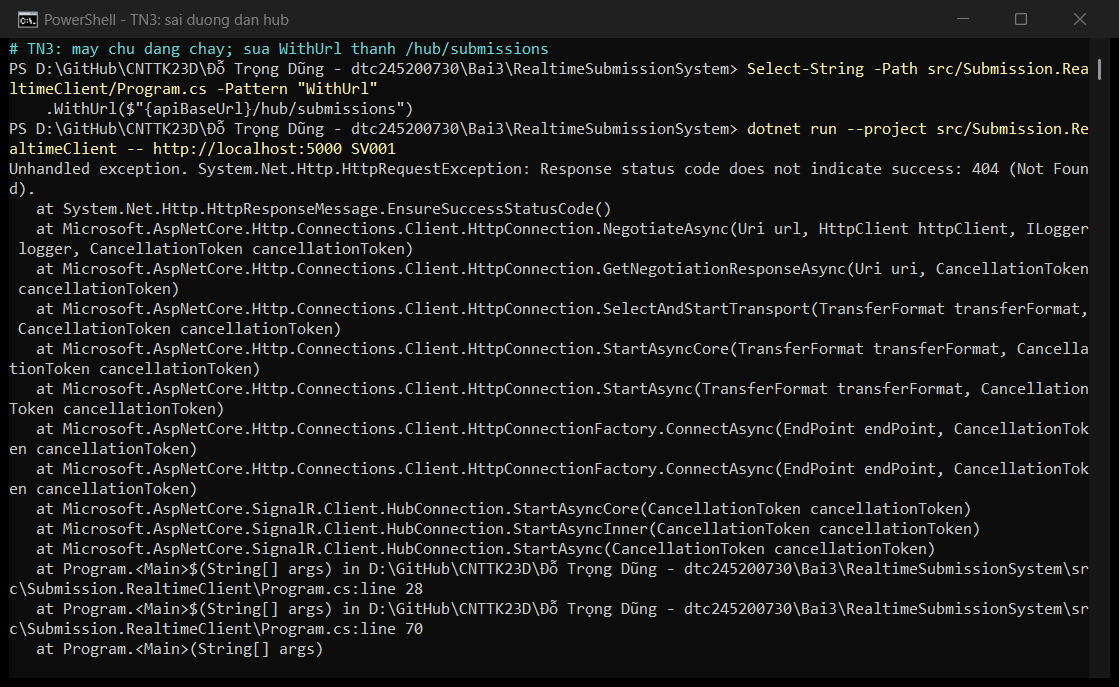 PowerShell - TN3: sai duong dan hub
# TN3: may chu dang chay; sua WithUrl thanh /hub/submissions
PS D:\GitHub\CNTTK23D\Đỗ Trọng Dũng - dtc245200730\Bai3\RealtimeSubmissionSystem> Select-String -Path src/Submission.Rea
ltimeClient/Program.cs -Pattern "WithUrl"
    .WithUrl($"{apiBaseUrl}/hub/submissions")
PS D:\GitHub\CNTTK23D\Đỗ Trọng Dũng - dtc245200730\Bai3\RealtimeSubmissionSystem> dotnet run --project src/Submission.Re
altimeClient -- http://localhost:5000 SV001
Unhandled exception. System.Net.Http.HttpRequestException: Response status code does not indicate success: 404 (Not Foun
d).
   at System.Net.Http.HttpResponseMessage.EnsureSuccessStatusCode()
   at Microsoft.AspNetCore.Http.Connections.Client.HttpConnection.NegotiateAsync(Uri url, HttpClient httpClient, ILogger
 logger, CancellationToken cancellationToken)
   at Microsoft.AspNetCore.Http.Connections.Client.HttpConnection.GetNegotiationResponseAsync(Uri uri, CancellationToken
 cancellationToken)
   at Microsoft.AspNetCore.Http.Connections.Client.HttpConnection.SelectAndStartTransport(TransferFormat transferFormat,
 CancellationToken cancellationToken)
   at Microsoft.AspNetCore.Http.Connections.Client.HttpConnection.StartAsyncCore(TransferFormat transferFormat, Cancella
tionToken cancellationToken)
   at Microsoft.AspNetCore.Http.Connections.Client.HttpConnection.StartAsync(TransferFormat transferFormat, Cancellation
Token cancellationToken)
   at Microsoft.AspNetCore.Http.Connections.Client.HttpConnectionFactory.ConnectAsync(EndPoint endPoint, CancellationTok
en cancellationToken)
   at Microsoft.AspNetCore.Http.Connections.Client.HttpConnectionFactory.ConnectAsync(EndPoint endPoint, CancellationTok
en cancellationToken)
   at Microsoft.AspNetCore.SignalR.Client.HubConnection.StartAsyncCore(CancellationToken cancellationToken)
   at Microsoft.AspNetCore.SignalR.Client.HubConnection.StartAsyncInner(CancellationToken cancellationToken)
   at Microsoft.AspNetCore.SignalR.Client.HubConnection.StartAsync(CancellationToken cancellationToken)
   at Program.<Main>$(String[] args) in D:\GitHub\CNTTK23D\Đỗ Trọng Dũng - dtc245200730\Bai3\RealtimeSubmissionSystem\sr
c\Submission.RealtimeClient\Program.cs:line 28
   at Program.<Main>$(String[] args) in D:\GitHub\CNTTK23D\Đỗ Trọng Dũng - dtc245200730\Bai3\RealtimeSubmissionSystem\sr
c\Submission.RealtimeClient\Program.cs:line 70
   at Program.<Main>(String[] args)